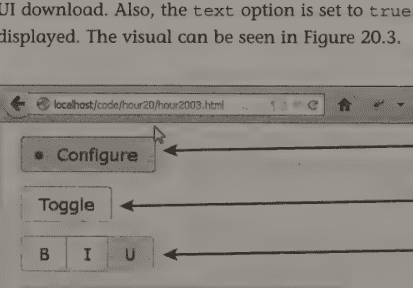 UI download. Also, the text option is set to true
displayed. The visual can be seen in Figure 20.3.
localhost/code/hour20/hour2003.html
Configure
Toggle
B I U